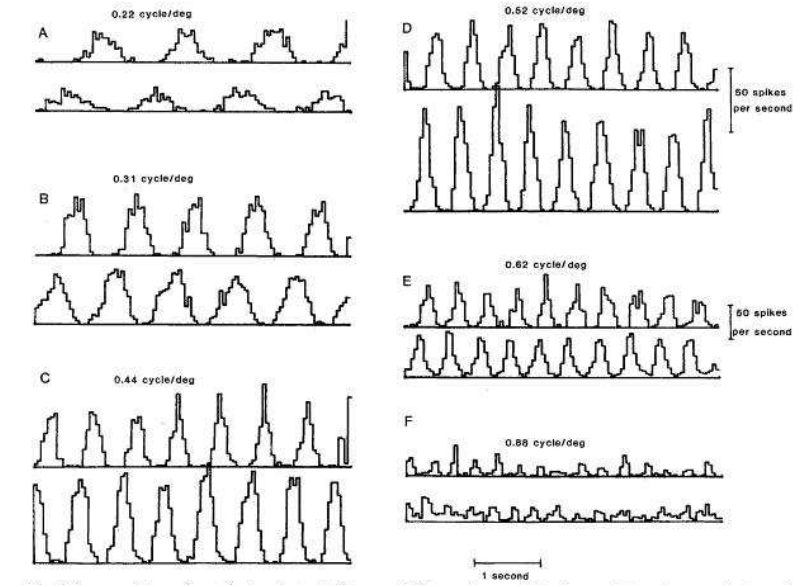 A
0.22 cycle/deg
B
0.31 cycle/deg
C
0.44 cycle/deg
D
0.52 cycle/deg
50 spikes
per second
E
0.62 cycle/deg
50 spikes
per second
F
0.88 cycle/deg
1 second